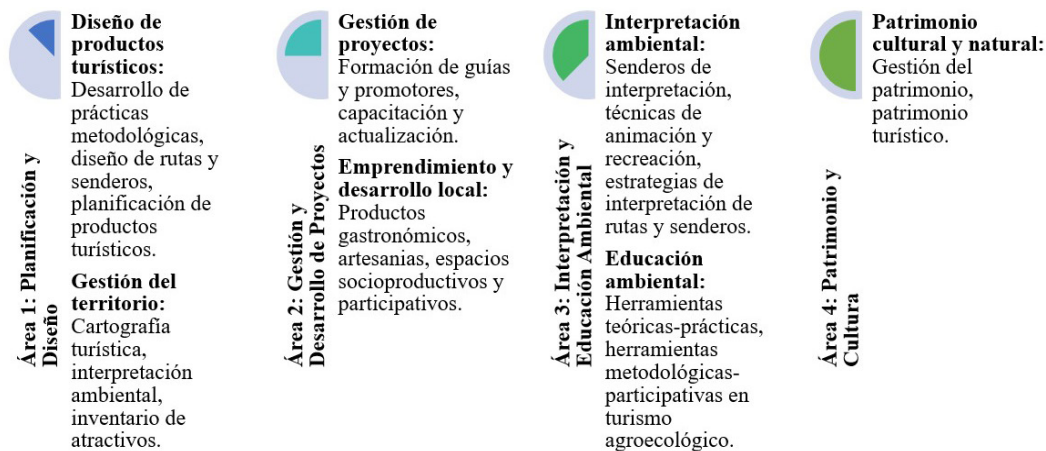 Área 1: Planificación y
Diseño
Diseño de
productos
turísticos:
Desarrollo de
prácticas
metodológicas,
diseño de rutas y
senderos,
planificación de
productos
turísticos.
Gestión del
territorio:
Cartografía
turística,
interpretación
ambiental,
inventario de
atractivos.
Área 2: Gestión y
Desarrollo de Proyectos
Gestión de
proyectos:
Formación de guías
y promotores,
capacitación y
actualización.
Emprendimiento y
desarrollo local:
Productos
gastronómicos,
artesanias, espacios
socioproductivos y
participativos.
Área 3: Interpretación y
Educación Ambiental
Interpretación
ambiental:
Senderos de
interpretación,
técnicas de
animación y
recreación,
estrategias de
interpretación de
rutas y senderos.
Educación
ambiental:
Herramientas
teóricas-prácticas,
herramientas
metodológicas-
participativas en
turismo
agroecológico.
Área 4: Patrimonio y
Cultura
Patrimonio
cultural y natural:
Gestión del
patrimonio,
patrimonio
turístico.